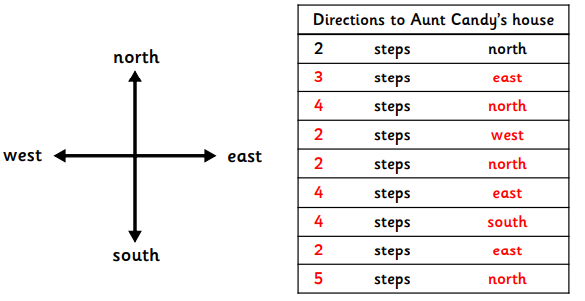 north
west
east
south
Directions to Aunt Candy's house
2 steps north
3 steps east
4 steps north
2 steps west
2 steps north
4 steps east
4 steps south
2 steps east
5 steps north